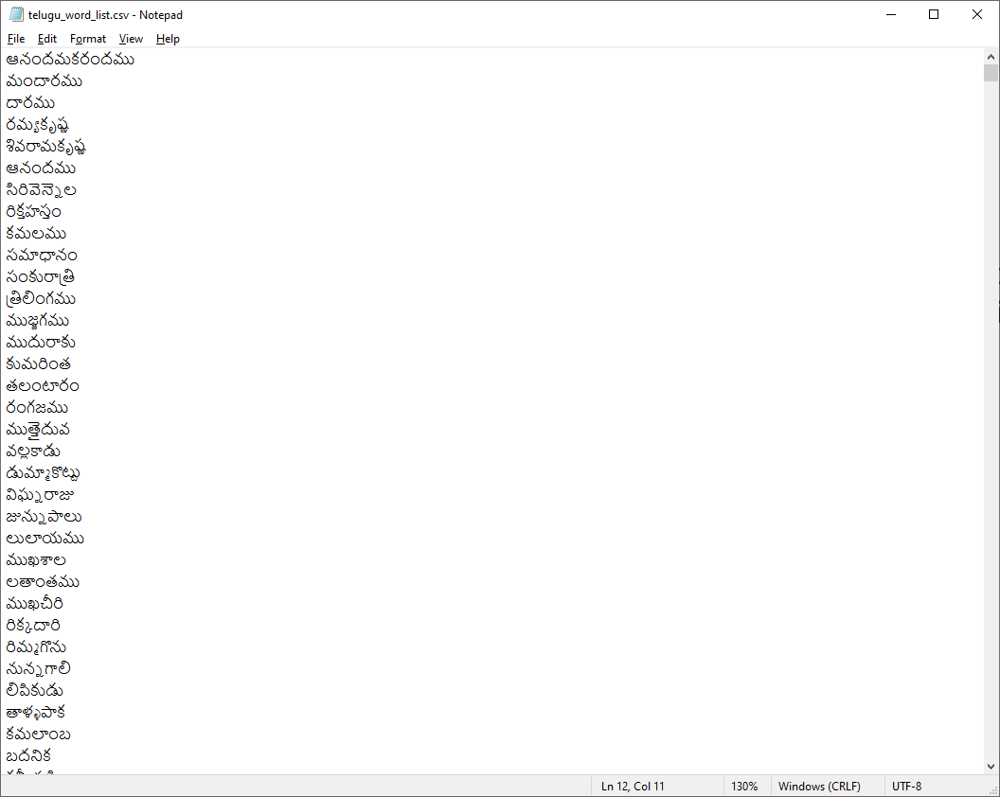 telugu_word_list.csv - Notepad
File Edit Format View Help
ఆనందమకరందము
మందారము
దారము
రమ్యకృష్ణ
శివరామకృష్ణ
ఆనందము
సిరివెన్నెల
రిక్తహస్తం
కమలము
సమాధానం
సంకురాత్రి
త్రిలింగము
ముజ్జగము
ముదురాకు
కుమరింత
తలంటారం
రంగజము
ముత్తైదువ
వల్లకాడు
డుమ్మాకొట్టు
విఘ్నరాజు
జున్నుపాలు
లులాయము
ముఖశాల
లతాంతము
ముఖచీరి
రిక్కదారి
రిమ్మగొను
నున్నగాలి
లిపికుడు
తాళ్ళపాక
కమలాంబ
బదనిక
Ln 12, Col 11 130% Windows (CRLF) UTF-8